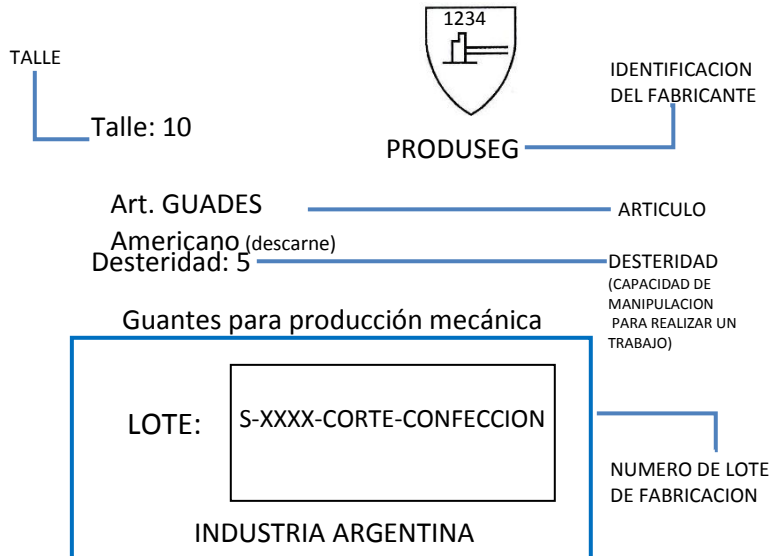 1234
TALLE
IDENTIFICACION
DEL FABRICANTE
Talle: 10
PRODUSEG
Art. GUADES
ARTICULO
Americano (descarne)
Desteridad: 5
DESTERIDAD
(CAPACIDAD DE
MANIPULACION
PARA REALIZAR UN
TRABAJO)
Guantes para producción mecánica
LOTE:
S-XXXX-CORTE-CONFECCION
NUMERO DE LOTE
DE FABRICACION
INDUSTRIA ARGENTINA